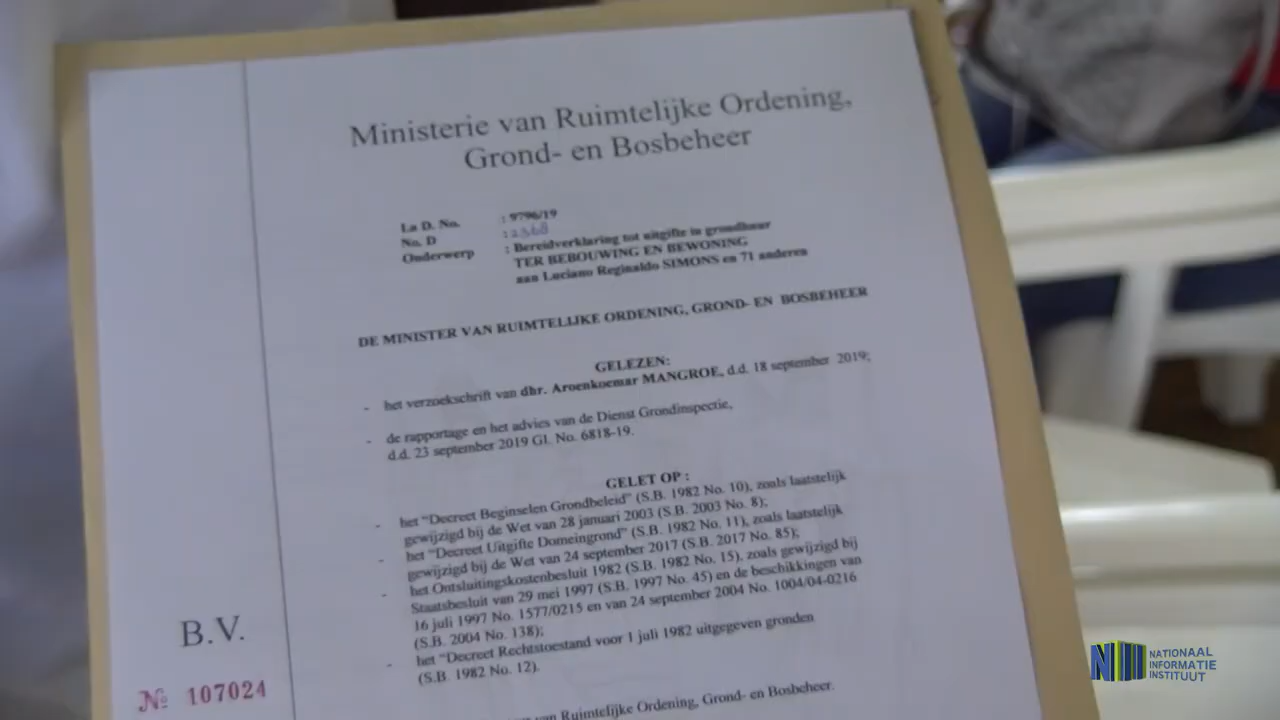 Ministerie van Ruimtelijke Ordening,
Grond- en Bosbeheer
La D. No. : 9796/19
No. D : 2368
Onderwerp : Bereidverklaring tot uitgifte in grondhuur
TER BEBOUWING EN BEWONING
aan Luciano Reginaldo SIMONS en 71 anderen
DE MINISTER VAN RUIMTELIJKE ORDENING, GROND- EN BOSBEHEER
GELEZEN:
- het verzoekschrift van dhr. Aroenkoemar MANGROE, d.d. 18 september 2019;
- de rapportage en het advies van de Dienst Grondinspectie,
d.d. 23 september 2019 GI. No. 6818-19.
GELET OP :
- het "Decreet Beginselen Grondbeleid" (S.B. 1982 No. 10), zoals laatstelijk
gewijzigd bij de Wet van 28 januari 2003 (S.B. 2003 No. 8);
- het "Decreet Uitgifte Domeingrond" (S.B. 1982 No. 11), zoals laatstelijk
gewijzigd bij de Wet van 24 september 2017 (S.B. 2017 No. 85);
- het Ontsluitingskostenbesluit 1982 (S.B. 1982 No. 15), zoals gewijzigd bij
Staatsbesluit van 29 mei 1997 (S.B. 1997 No. 45) en de beschikkingen van
16 juli 1997 No. 1577/0215 en van 24 september 2004 No. 1004/04-0216
(S.B. 2004 No. 138);
- het "Decreet Rechtstoestand voor 1 juli 1982 uitgegeven gronden
(S.B. 1982 No. 12).
van Ruimtelijke Ordening, Grond- en Bosbeheer.
B.V.
№ 107024
NATIONAAL
INFORMATIE
INSTITUUT